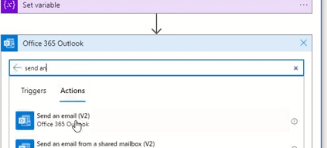 {x} Set variable
Office 365 Outlook
send an
Triggers Actions
Send an email (V2)
Office 365 Outlook
Send an email from a shared mailbox (V2)